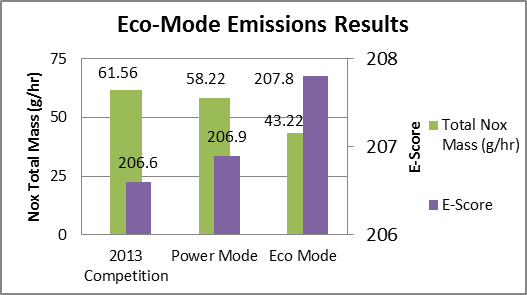 Eco-Mode Emissions Results
Nox Total Mass (g/hr)
75
50
25
0
61.56
206.6
58.22
206.9
43.22
207.8
208
207
206
E-Score
2013
Competition
Power Mode
Eco Mode
Total Nox
Mass (g/hr)
E-Score